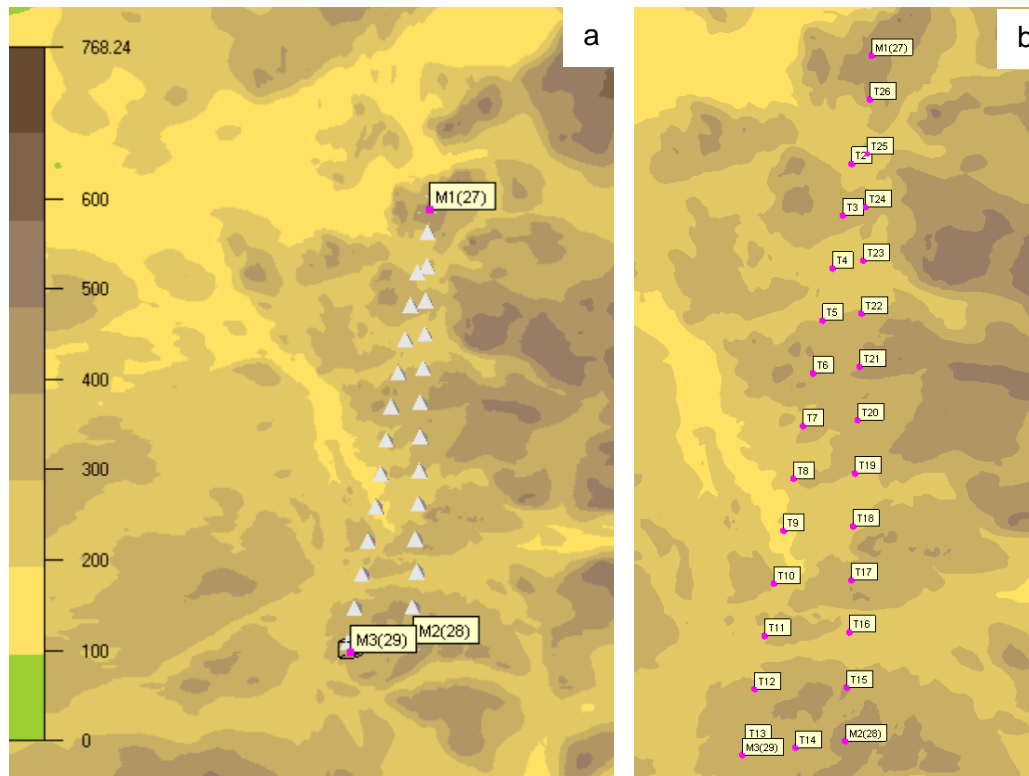 a
768.24
600
500
400
300
200
100
0
M1(27)
M2(28)
M3(29)
b
M1(27)
T26
T25
T2
T24
T3
T23
T4
T22
T5
T21
T6
T20
T7
T19
T8
T18
T9
T17
T10
T16
T11
T15
T12
T13
M2(28)
T14
M3(29)